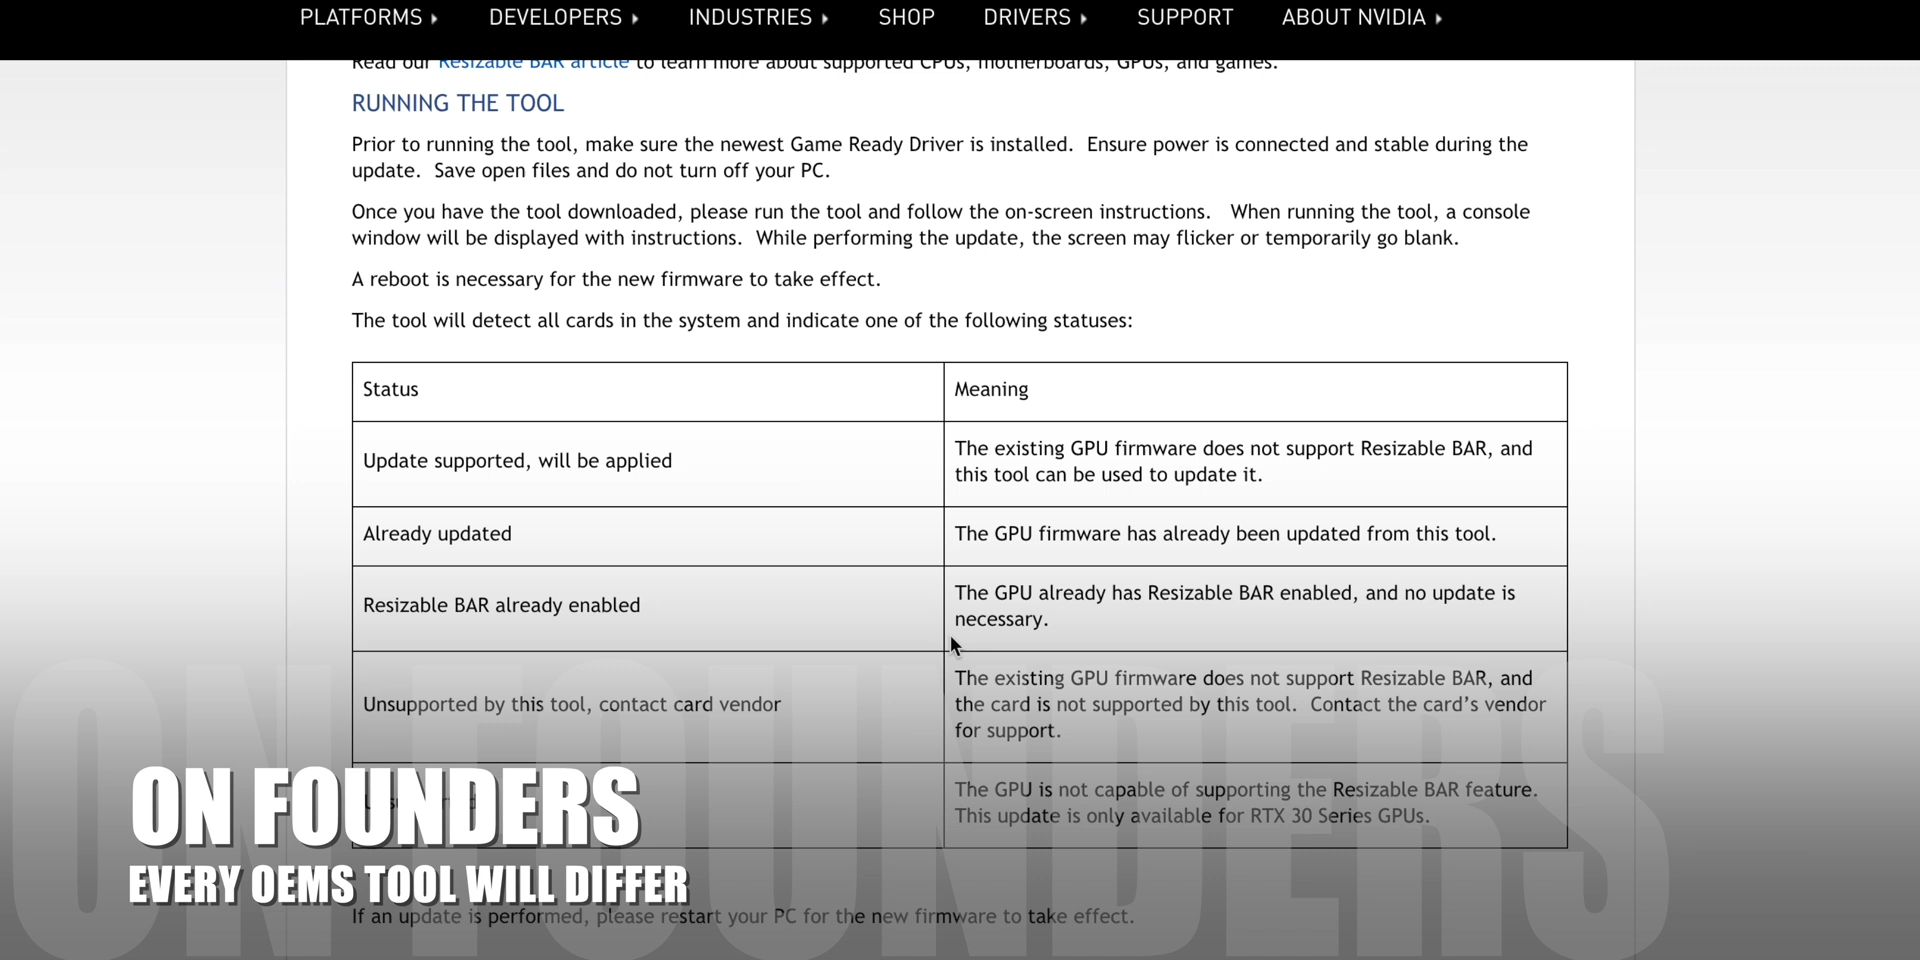 PLATFORMS DEVELOPERS INDUSTRIES SHOP DRIVERS SUPPORT ABOUT NVIDIA
Read our Resizable BAR article to learn more about supported CPUs, motherboards, GPUs, and games.
RUNNING THE TOOL
Prior to running the tool, make sure the newest Game Ready Driver is installed. Ensure power is connected and stable during the
update. Save open files and do not turn off your PC.
Once you have the tool downloaded, please run the tool and follow the on-screen instructions. When running the tool, a console
window will be displayed with instructions. While performing the update, the screen may flicker or temporarily go blank.
A reboot is necessary for the new firmware to take effect.
The tool will detect all cards in the system and indicate one of the following statuses:
Status
Meaning
Update supported, will be applied
The existing GPU firmware does not support Resizable BAR, and
this tool can be used to update it.
Already updated
The GPU firmware has already been updated from this tool.
Resizable BAR already enabled
The GPU already has Resizable BAR enabled, and no update is
necessary.
Unsupported by this tool, contact card vendor
The existing GPU firmware does not support Resizable BAR, and
the card is not supported by this tool. Contact the card's vendor
for support.
The GPU is not capable of supporting the Resizable BAR feature.
This update is only available for RTX 30 Series GPUs.
If an update is performed, please restart your PC for the new firmware to take effect.
ON FOUNDERS
ON FOUNDERS
EVERY OEMS TOOL WILL DIFFER